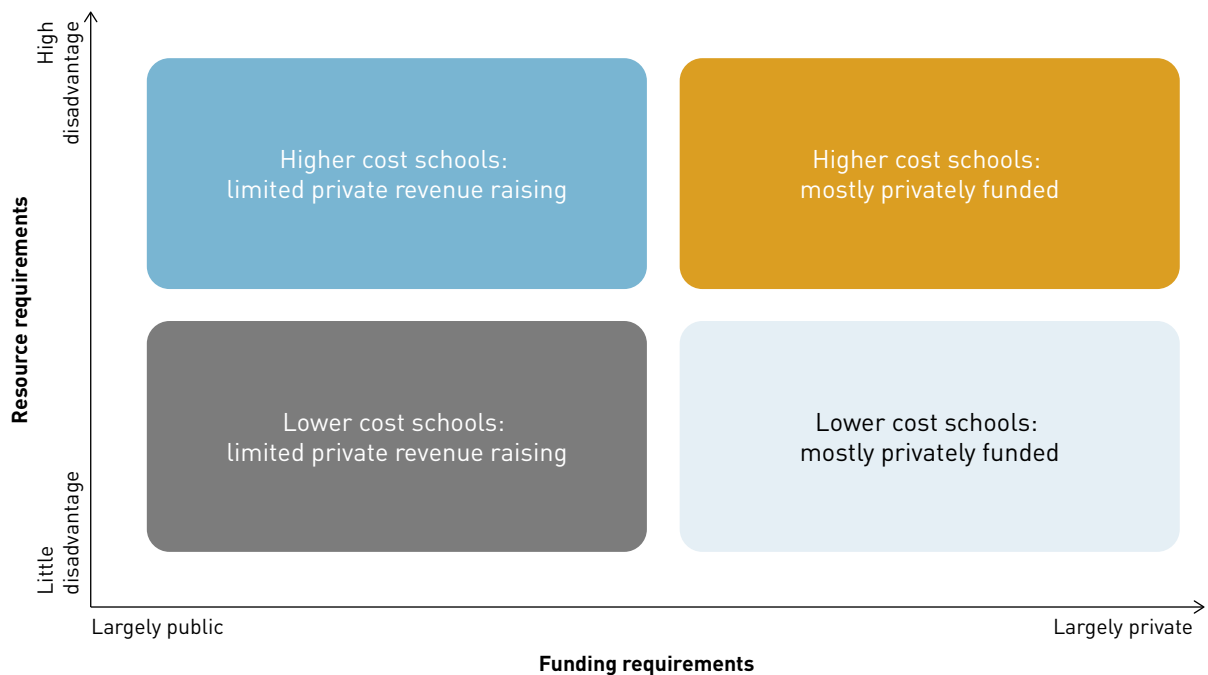 High
disadvantage
Resource requirements
Little
disadvantage
Higher cost schools:
limited private revenue raising
Higher cost schools:
mostly privately funded
Lower cost schools:
limited private revenue raising
Lower cost schools:
mostly privately funded
Largely public
Largely private
Funding requirements